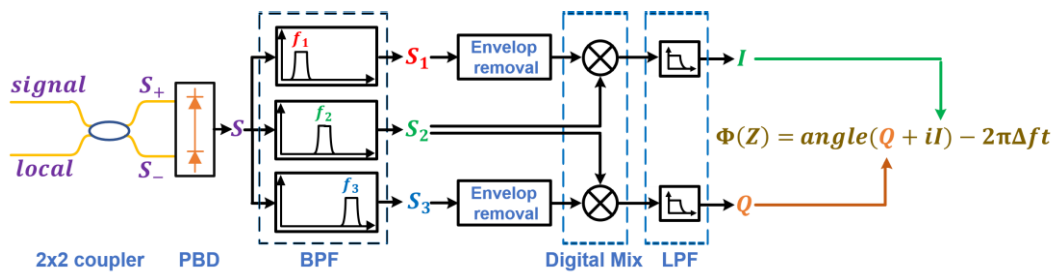 signal
local
S+
S−
S
f1
f2
f3
S1
S2
S3
Envelop
removal
Envelop
removal
I
Q
Φ(Z) = angle(Q + iI) − 2πΔft
2x2 coupler
PBD
BPF
Digital Mix
LPF